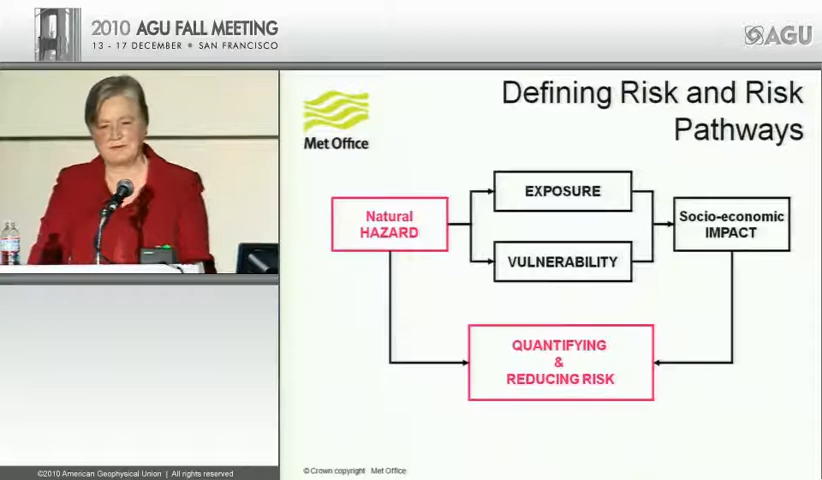 2010 AGU FALL MEETING
13 - 17 DECEMBER • SAN FRANCISCO
AGU
Met Office
Defining Risk and Risk
Pathways
Natural
HAZARD
EXPOSURE
VULNERABILITY
Socio-economic
IMPACT
QUANTIFYING
&
REDUCING RISK
©2010 American Geophysical Union | All rights reserved
© Crown copyright Met Office